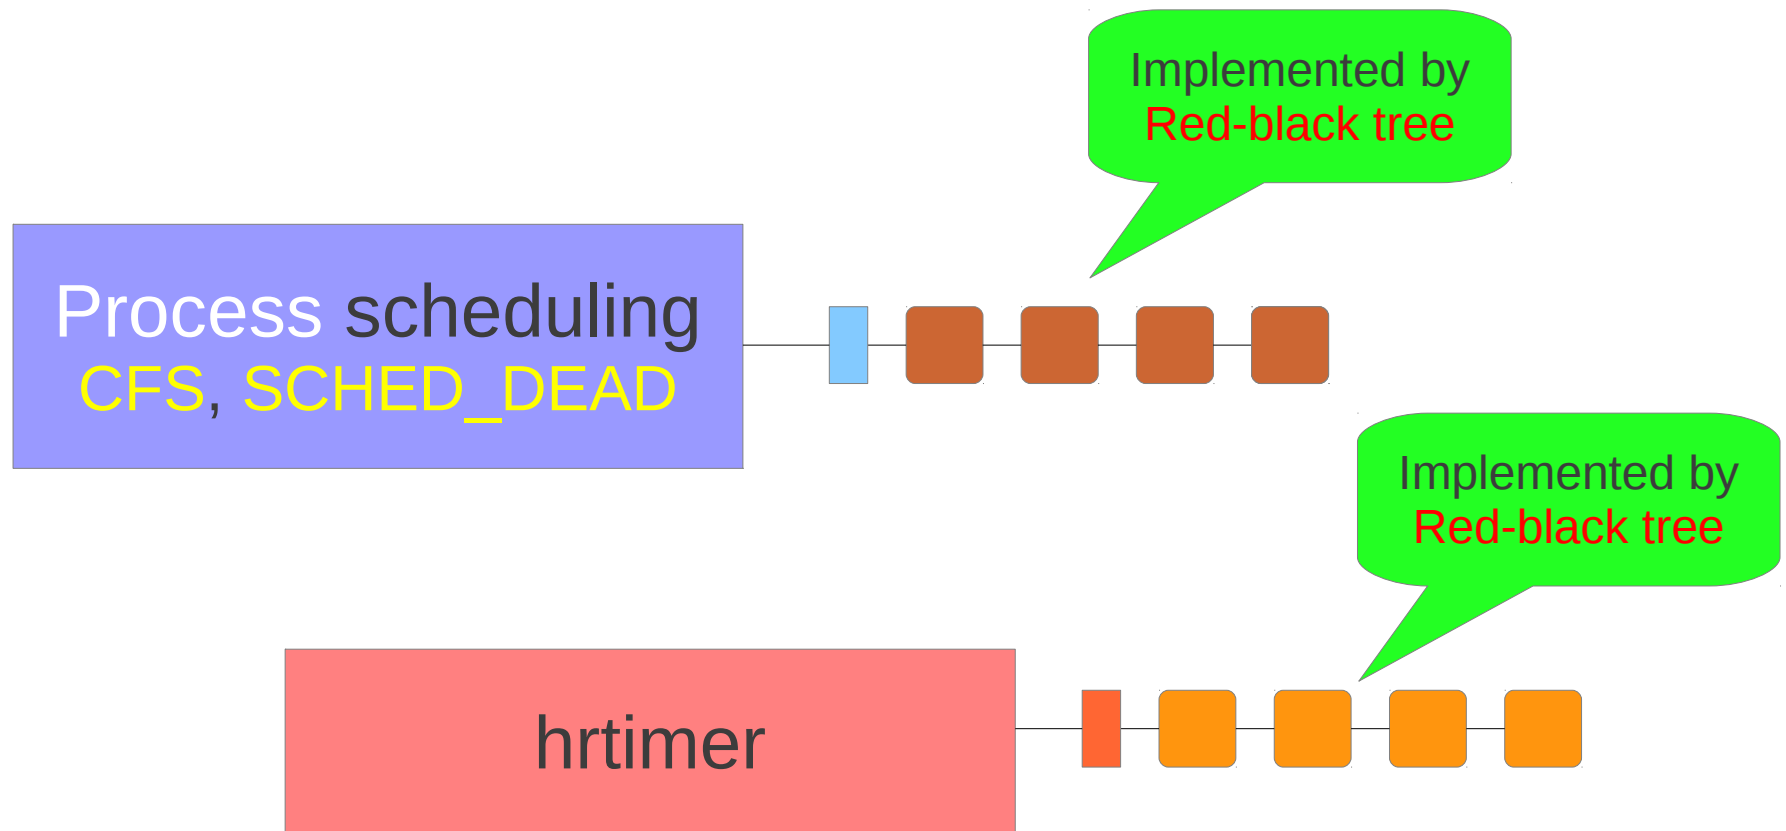 Implemented by
Red-black tree
Process scheduling
CFS, SCHED_DEAD
Implemented by
Red-black tree
hrtimer